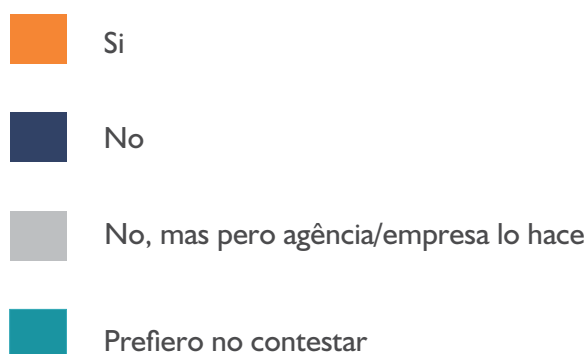 Si
No
No, mas pero agência/empresa lo hace
Prefiero no contestar